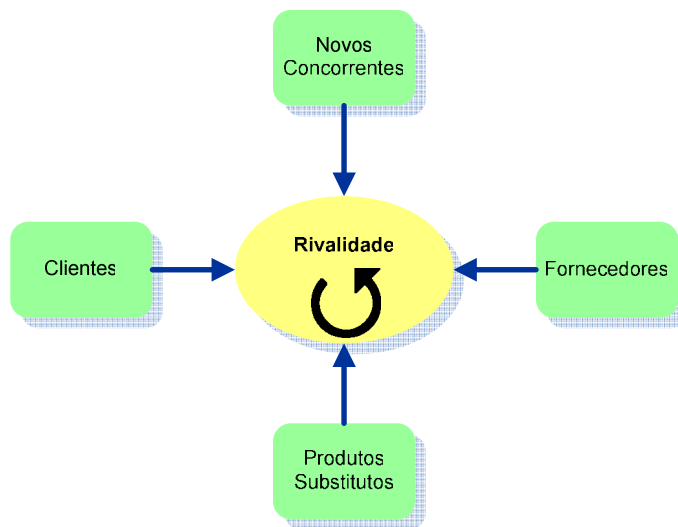 Novos
Concorrentes
Rivalidade
Clientes
Fornecedores
Produtos
Substitutos